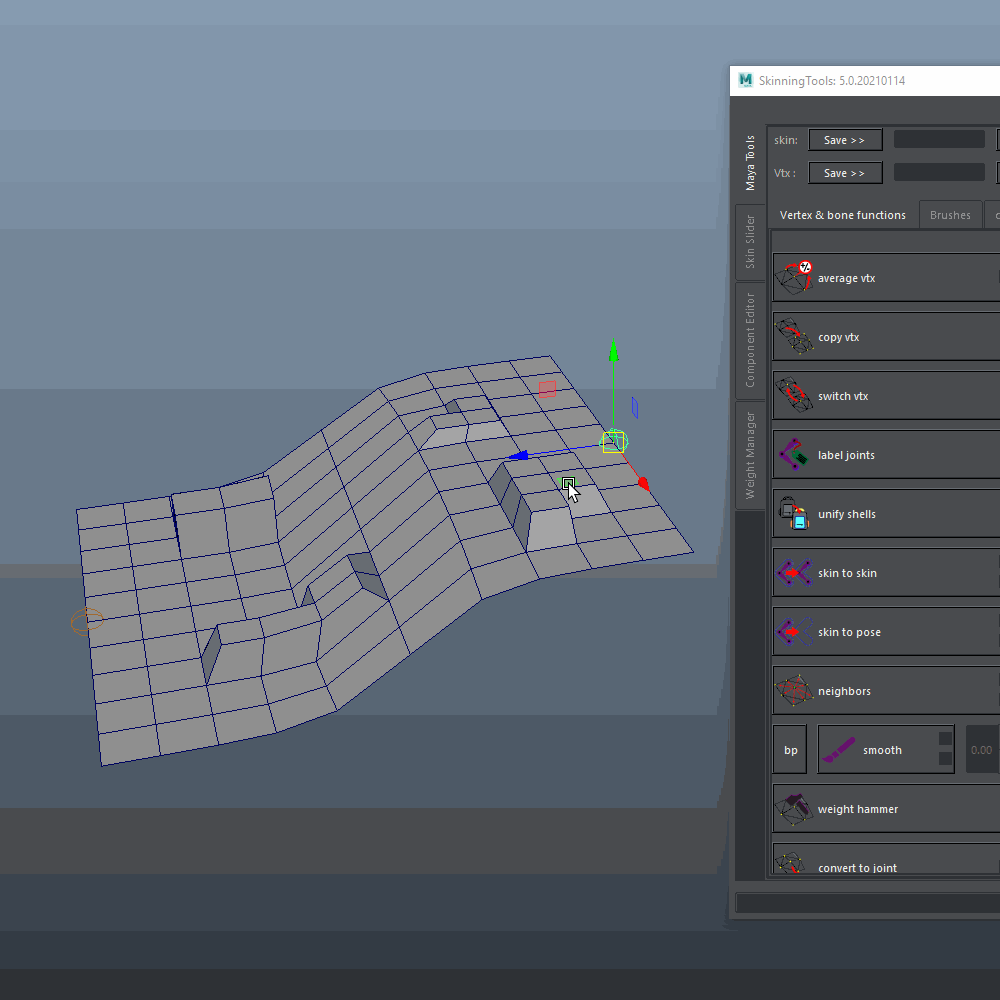 SkinningTools: 5.0.20210114
Maya Tools
Skin Slider
Component Editor
Weight Manager
skin:
Save >>
Vtx :
Save >>
Vertex & bone functions
Brushes
average vtx
copy vtx
switch vtx
label joints
unify shells
skin to skin
skin to pose
neighbors
bp
smooth
0.00
weight hammer
convert to joint